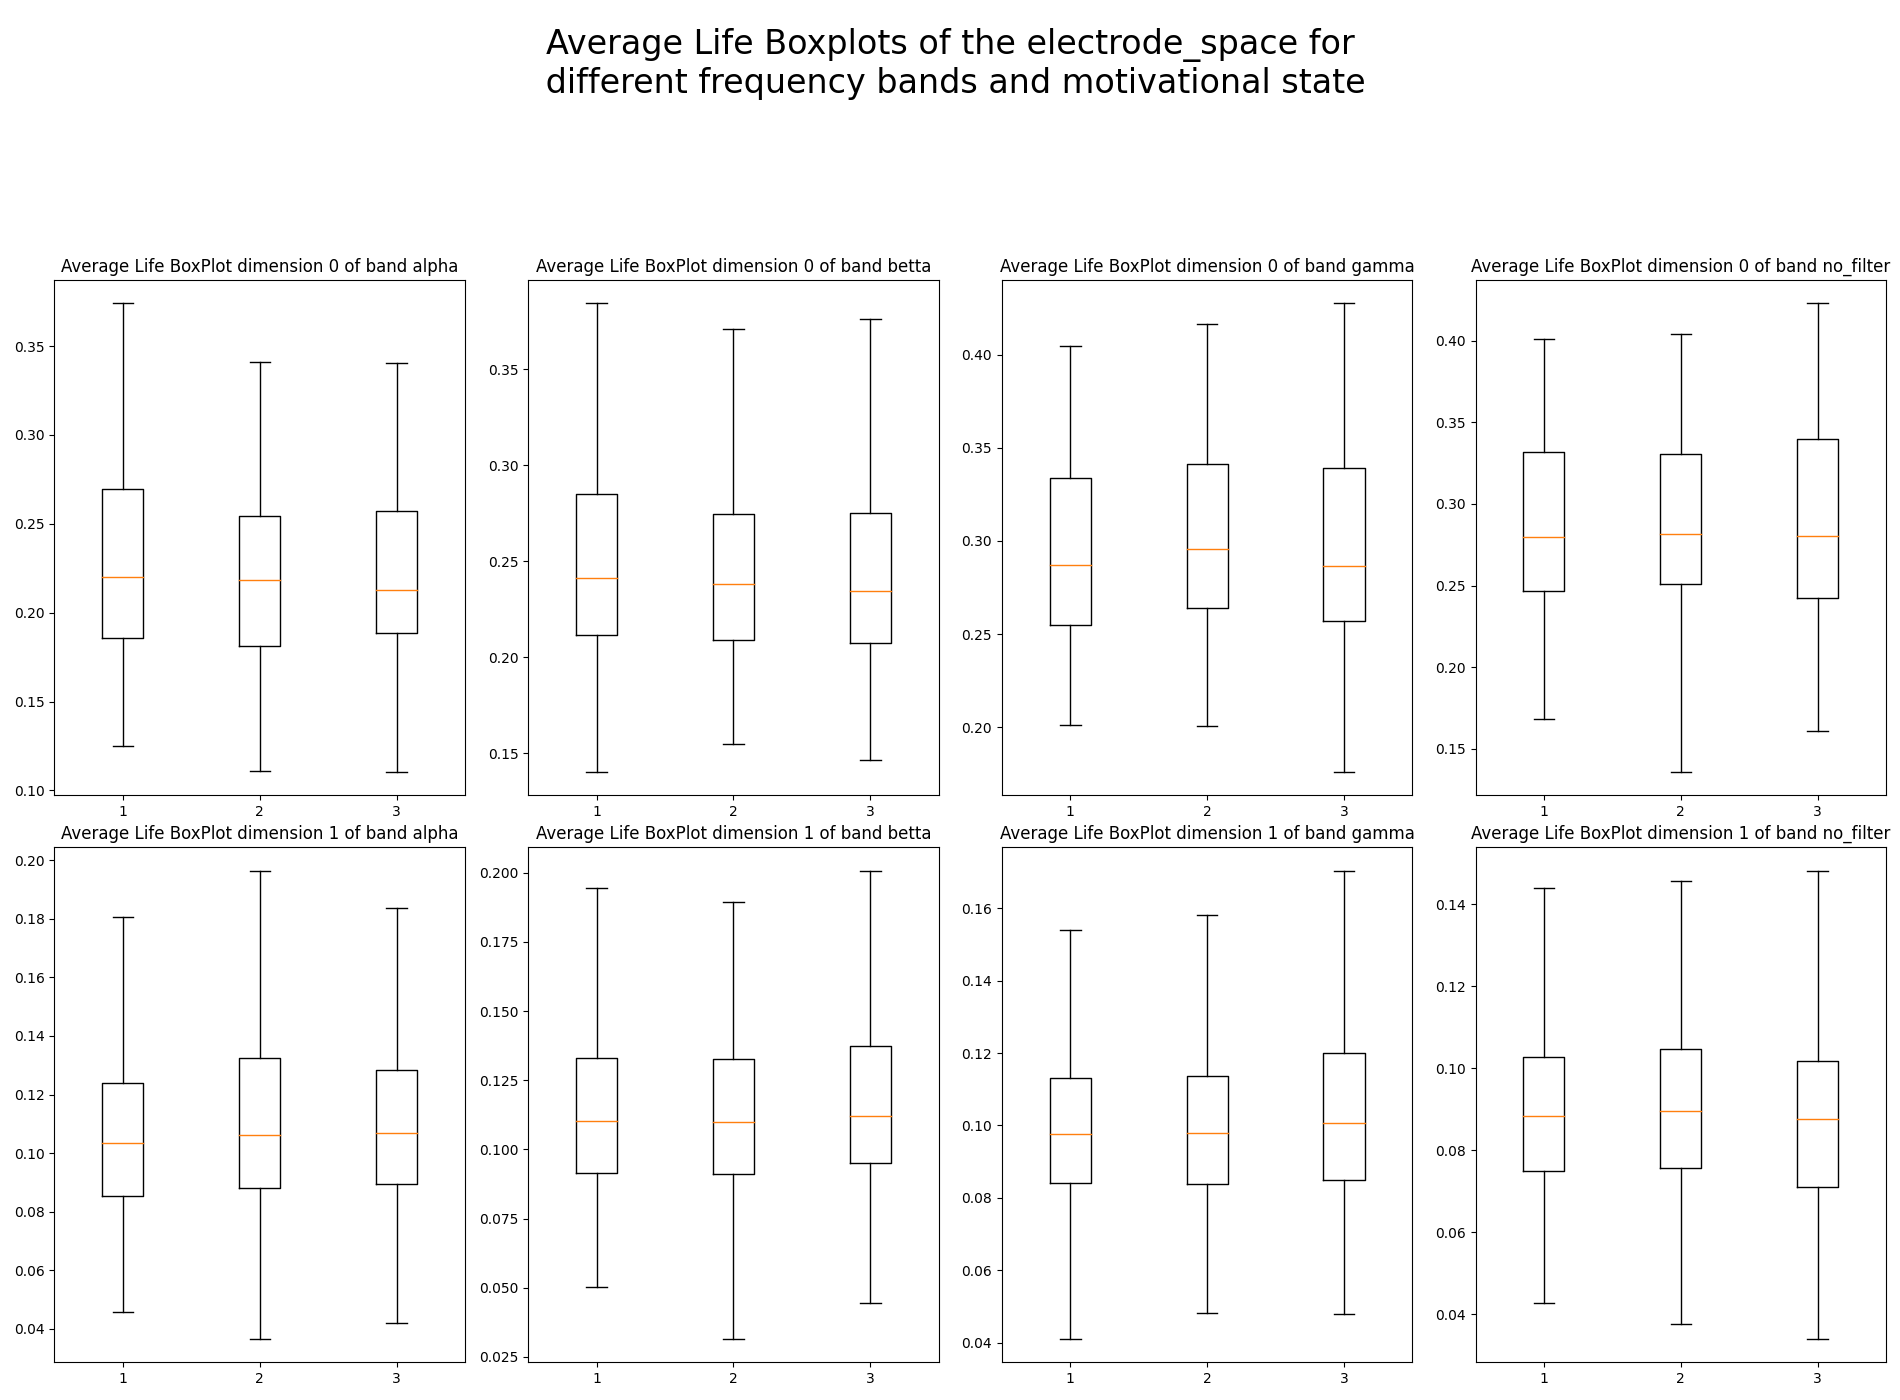 Average Life Boxplots of the electrode_space for
different frequency bands and motivational state
Average Life BoxPlot dimension 0 of band alpha
0.35
0.30
0.25
0.20
0.15
0.10
1 2 3
Average Life BoxPlot dimension 0 of band betta
0.35
0.30
0.25
0.20
0.15
1 2 3
Average Life BoxPlot dimension 0 of band gamma
0.40
0.35
0.30
0.25
0.20
1 2 3
Average Life BoxPlot dimension 0 of band no_filter
0.40
0.35
0.30
0.25
0.20
0.15
1 2 3
Average Life BoxPlot dimension 1 of band alpha
0.20
0.18
0.16
0.14
0.12
0.10
0.08
0.06
0.04
1 2 3
Average Life BoxPlot dimension 1 of band betta
0.200
0.175
0.150
0.125
0.100
0.075
0.050
0.025
1 2 3
Average Life BoxPlot dimension 1 of band gamma
0.16
0.14
0.12
0.10
0.08
0.06
0.04
1 2 3
Average Life BoxPlot dimension 1 of band no_filter
0.14
0.12
0.10
0.08
0.06
0.04
1 2 3